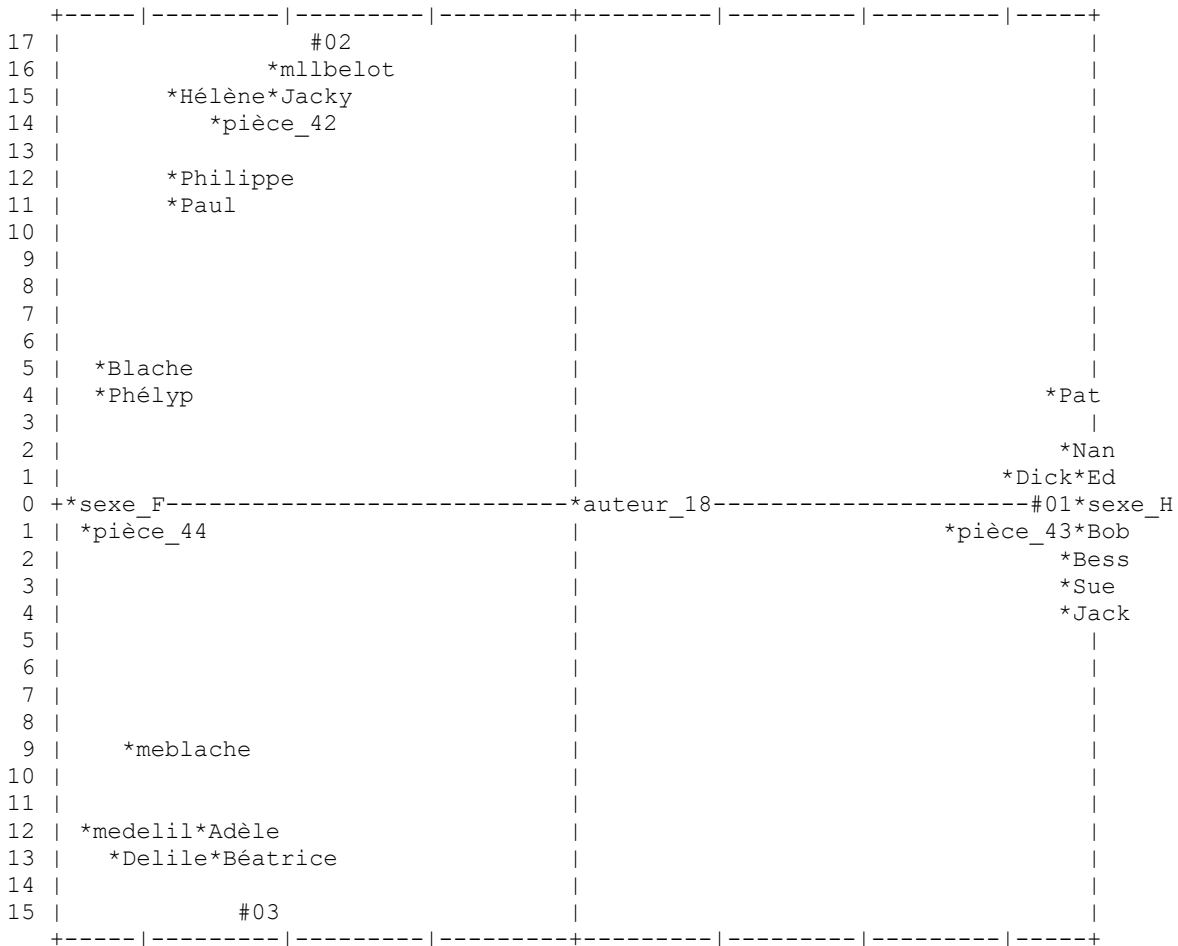 +-----|---------|---------|---------+---------|---------|---------|-----+
17 | #02 | |
16 | *mllbelot | |
15 | *Hélène*Jacky | |
14 | *pièce_42 | |
13 | | |
12 | *Philippe | |
11 | *Paul | |
10 | | |
9 | | |
8 | | |
7 | | |
6 | | |
5 | *Blache | |
4 | *Phélyp | *Pat
3 | | |
2 | | *Nan
1 | | *Dick*Ed
0 +*sexe_F----------------------------*auteur_18----------------------#01*sexe_H
1 | *pièce_44 | *pièce_43*Bob
2 | | *Bess
3 | | *Sue
4 | | *Jack
5 | | |
6 | | |
7 | | |
8 | | |
9 | *meblache | |
10 | | |
11 | | |
12 | *medelil*Adèle | |
13 | *Delile*Béatrice | |
14 | | |
15 | #03 | |
+-----|---------|---------|---------+---------|---------|---------|-----+